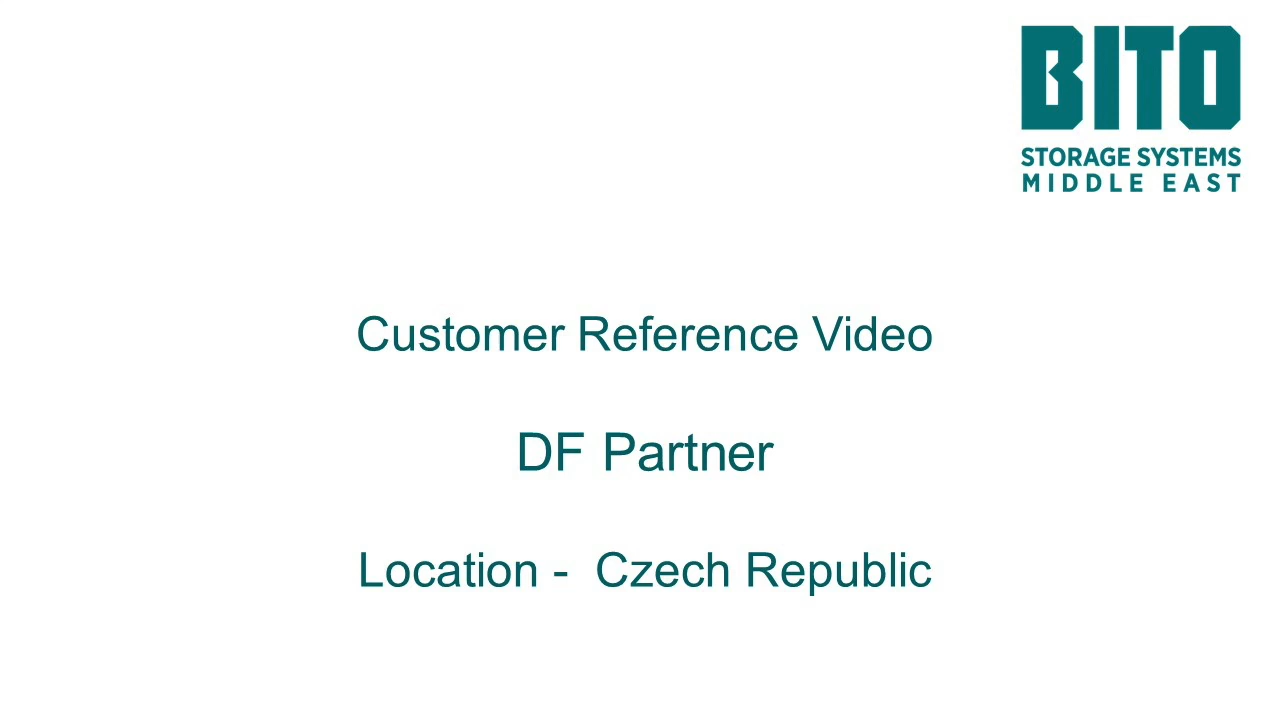 BITO
STORAGE SYSTEMS
MIDDLE EAST
Customer Reference Video
DF Partner
Location - Czech Republic